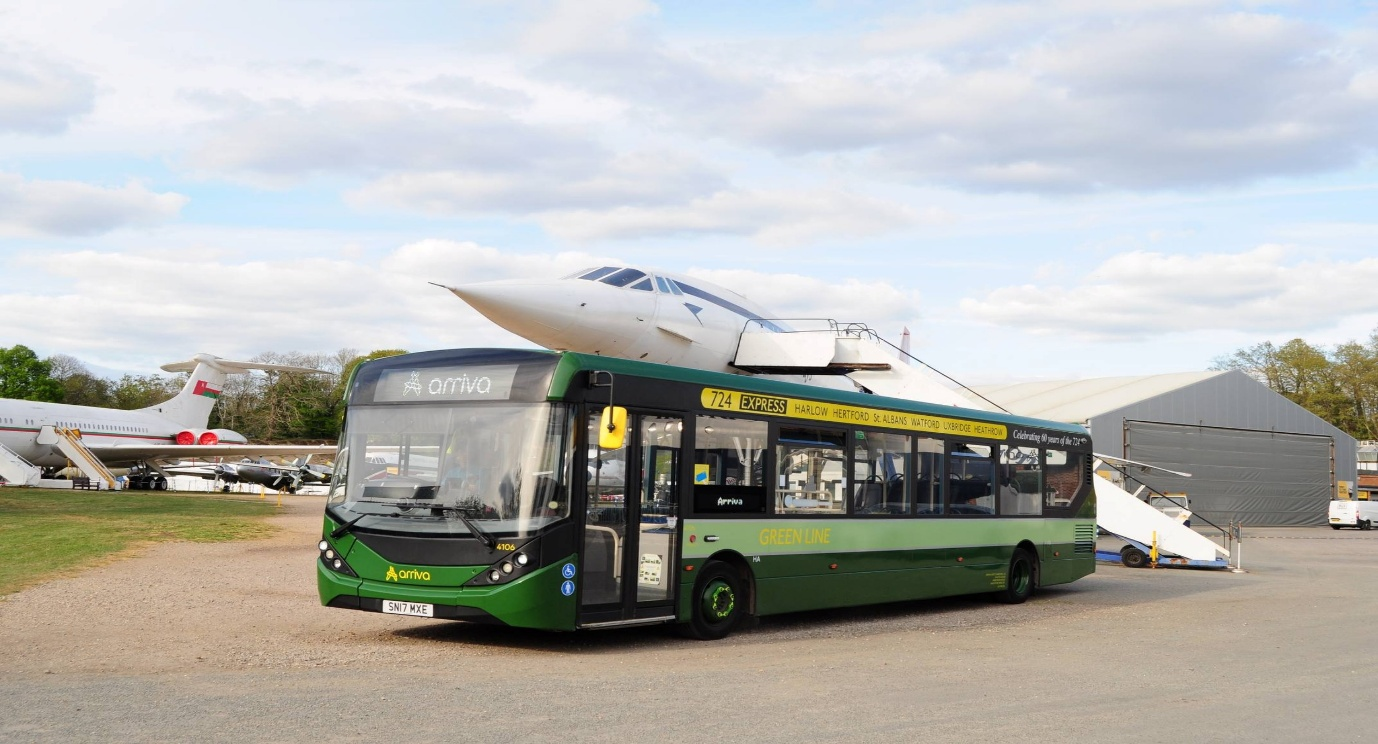 arriva
724 EXPRESS HARLOW HERTFORD St. ALBANS WATFORD UXBRIDGE HEATHROW
Celebrating 60 years of the 724
Arriva
GREEN LINE
4106
HA
arriva
SN17 MXE